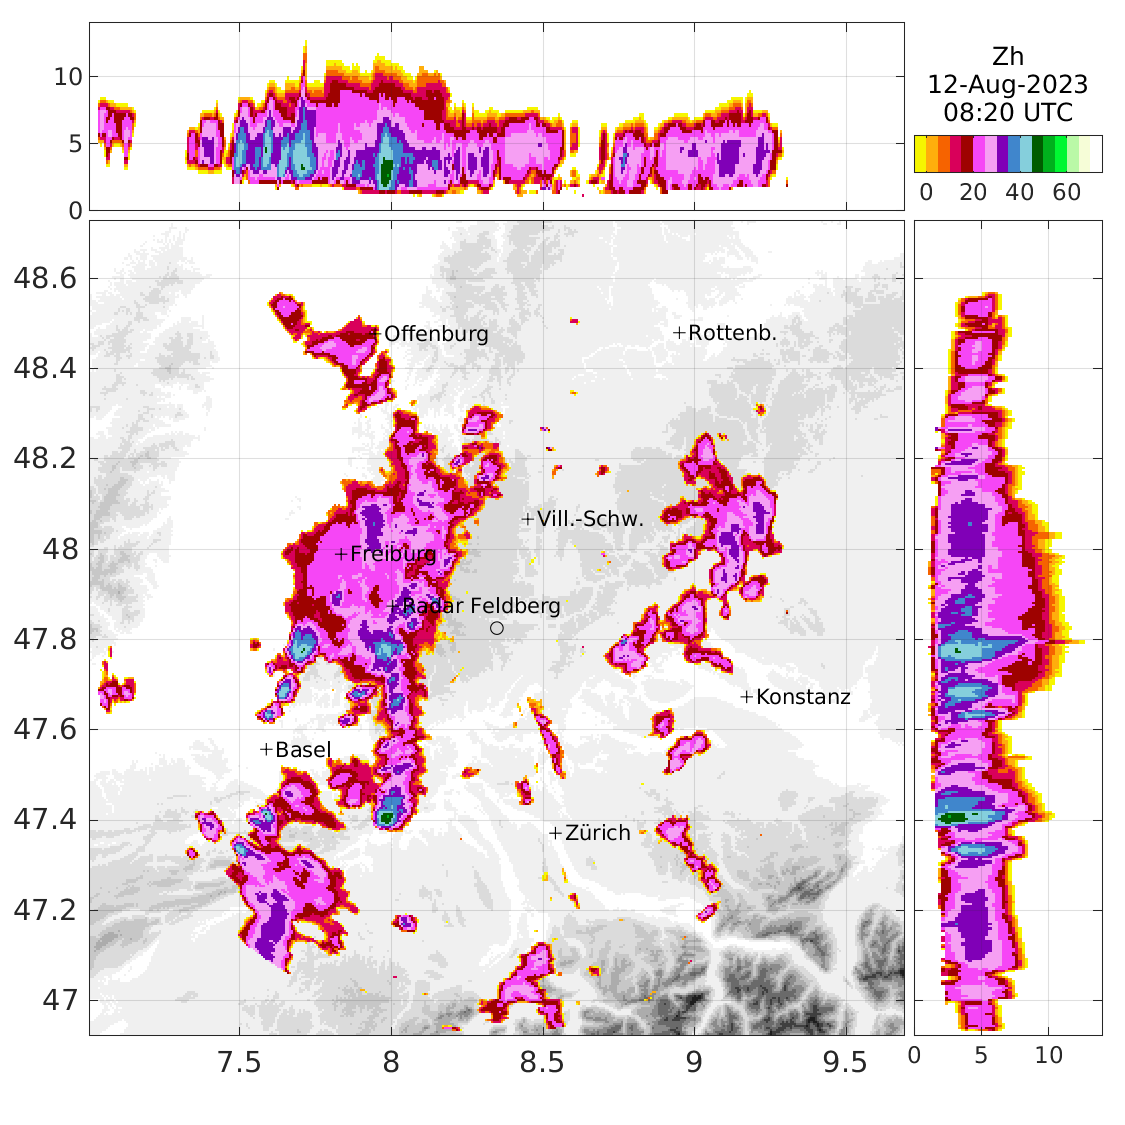 10
5
0
Zh
12-Aug-2023
08:20 UTC
0 20 40 60
48.6
48.4
48.2
48
47.8
47.6
47.4
47.2
47
+Offenburg
+Rottenb.
+Vill.-Schw.
+Freiburg
+Radar Feldberg
+Konstanz
+Basel
+Zürich
7.5 8 8.5 9 9.5
0 5 10